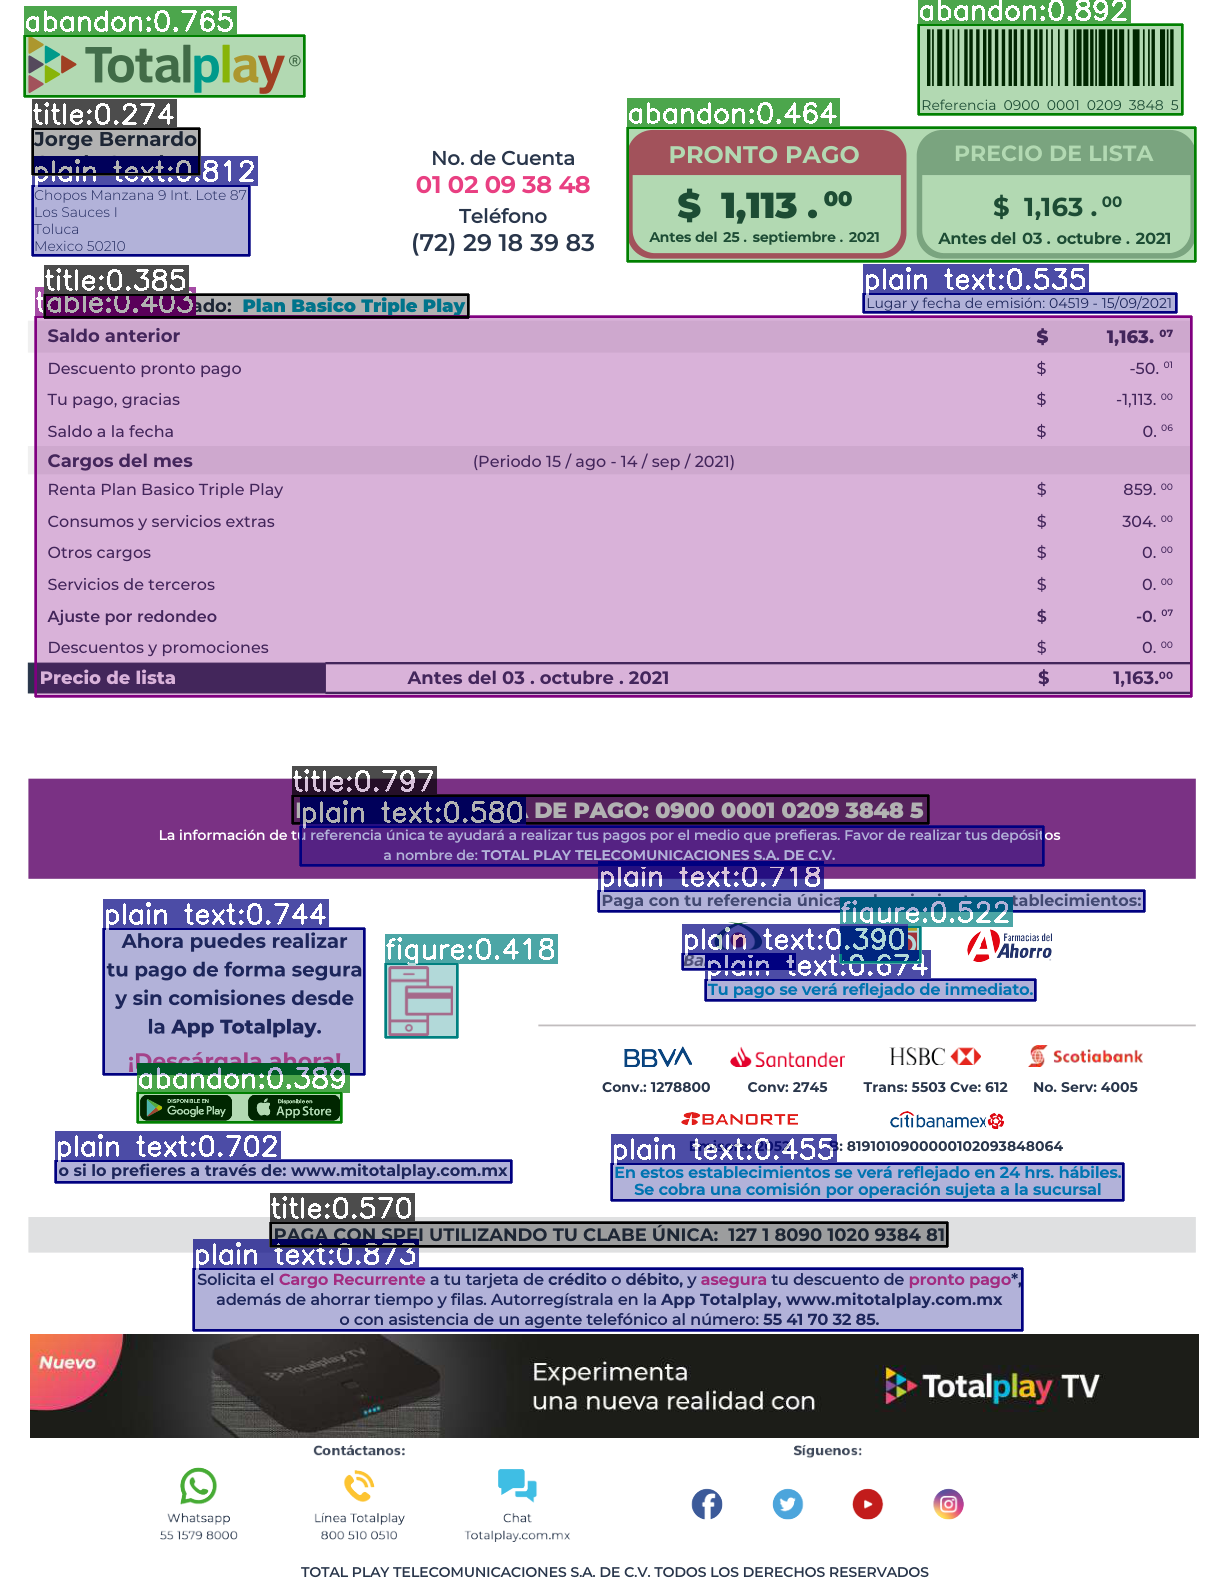 abandon:0.765
Totalplay®
abandon:0.892
Referencia 0900 0001 0209 3848 5
title:0.274
Jorge Bernardo
plain text:0.812
Chopos Manzana 9 Int. Lote 87
Los Sauces I
Toluca
Mexico 50210
No. de Cuenta
01 02 09 38 48
Teléfono
(72) 29 18 39 83
abandon:0.464
PRONTO PAGO
$ 1,113 . 00
Antes del 25 . septiembre . 2021
PRECIO DE LISTA
$ 1,163 . 00
Antes del 03 . octubre . 2021
title:0.385
plain text:0.535
table:0.403
ado: Plan Basico Triple Play
Lugar y fecha de emisión: 04519 - 15/09/2021
Saldo anterior $ 1,163. 07
Descuento pronto pago $ -50. 01
Tu pago, gracias $ -1,113. 00
Saldo a la fecha $ 0. 06
Cargos del mes (Periodo 15 / ago - 14 / sep / 2021)
Renta Plan Basico Triple Play $ 859. 00
Consumos y servicios extras $ 304. 00
Otros cargos $ 0. 00
Servicios de terceros $ 0. 00
Ajuste por redondeo $ -0. 07
Descuentos y promociones $ 0. 00
Precio de lista Antes del 03 . octubre . 2021 $ 1,163.00
title:0.797
plain text:0.580
DE PAGO: 0900 0001 0209 3848 5
La información de tu referencia única te ayudará a realizar tus pagos por el medio que prefieras. Favor de realizar tus depósitos
a nombre de: TOTAL PLAY TELECOMUNICACIONES S.A. DE C.V.
plain text:0.744
Ahora puedes realizar
tu pago de forma segura
y sin comisiones desde
la App Totalplay.
¡Descárgala ahora!
figure:0.418
abandon:0.389
DISPONIBLE EN
Google Play
Disponible en
App Store
plain text:0.702
o si lo prefieres a través de: www.mitotalplay.com.mx
plain text:0.718
Paga con tu referencia única tablecimientos:
figure:0.522
plain text:0.390
Ba
Farmacias del
Ahorro
plain text:0.674
Tu pago se verá reflejado de inmediato.
BBVA
Conv.: 1278800
Santander
Conv: 2745
HSBC
Trans: 5503 Cve: 612
Scotiabank
No. Serv: 4005
BANORTE
citibanamex
: 8191010900000102093848064
plain text:0.455
En estos establecimientos se verá reflejado en 24 hrs. hábiles.
Se cobra una comisión por operación sujeta a la sucursal
title:0.570
PAGA CON SPEI UTILIZANDO TU CLABE ÚNICA: 127 1 8090 1020 9384 81
plain text:0.873
Solicita el Cargo Recurrente a tu tarjeta de crédito o débito, y asegura tu descuento de pronto pago*,
además de ahorrar tiempo y filas. Autorregístrala en la App Totalplay, www.mitotalplay.com.mx
o con asistencia de un agente telefónico al número: 55 41 70 32 85.
Nuevo
Totalplay TV
Experimenta
una nueva realidad con
Totalplay TV
Contáctanos:
Whatsapp
55 1579 8000
Línea Totalplay
800 510 0510
Chat
Totalplay.com.mx
Síguenos:
TOTAL PLAY TELECOMUNICACIONES S.A. DE C.V. TODOS LOS DERECHOS RESERVADOS